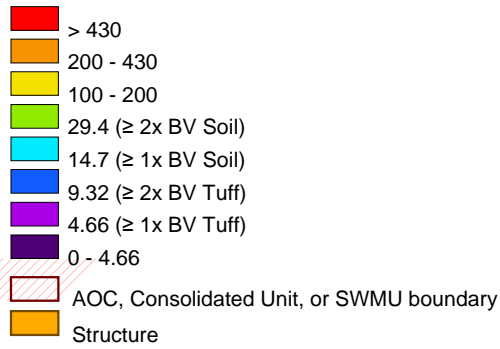 > 430
200 - 430
100 - 200
29.4 (≥ 2x BV Soil)
14.7 (≥ 1x BV Soil)
9.32 (≥ 2x BV Tuff)
4.66 (≥ 1x BV Tuff)
0 - 4.66
AOC, Consolidated Unit, or SWMU boundary
Structure